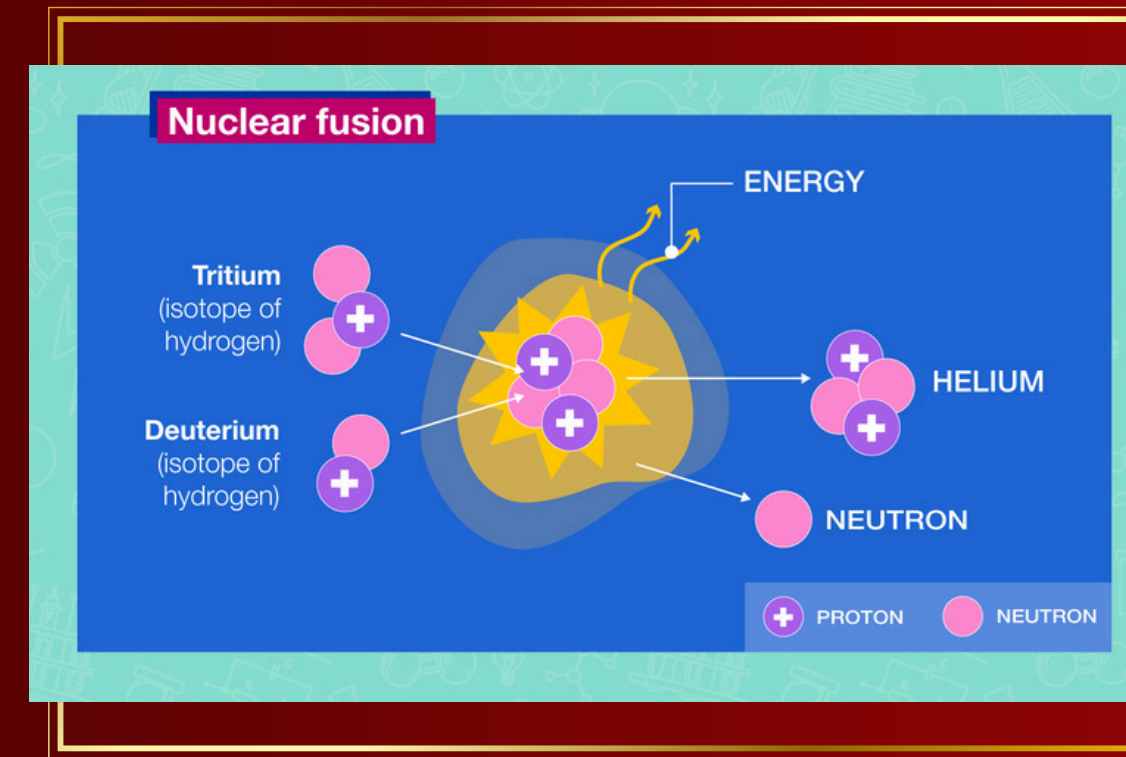 Nuclear fusion
ENERGY
Tritium
(isotope of
hydrogen)
HELIUM
Deuterium
(isotope of
hydrogen)
NEUTRON
PROTON
NEUTRON